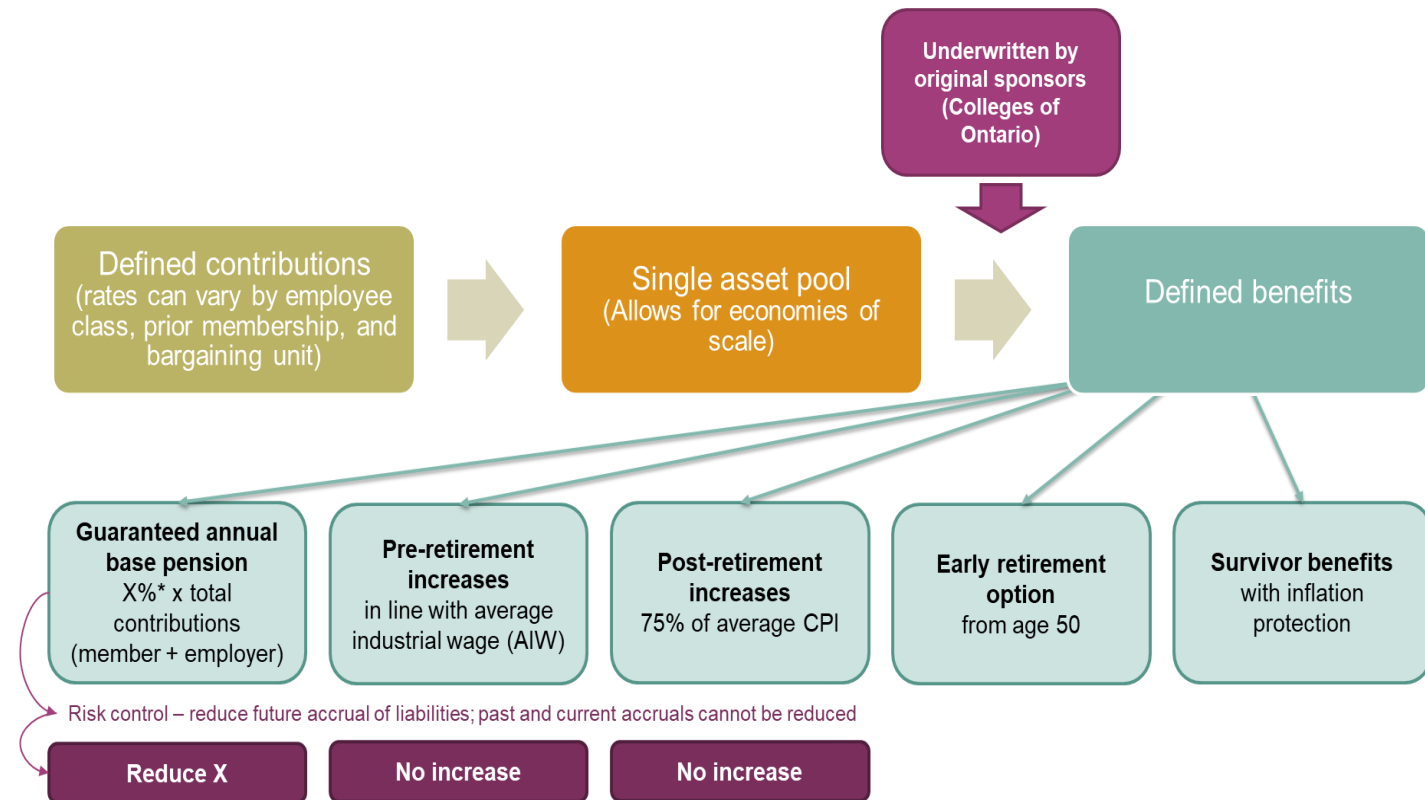 Underwritten by
original sponsors
(Colleges of
Ontario)
Defined contributions
(rates can vary by employee
class, prior membership, and
bargaining unit)
Single asset pool
(Allows for economies of
scale)
Defined benefits
Guaranteed annual
base pension
X%* x total
contributions
(member + employer)
Pre-retirement
increases
in line with average
industrial wage (AIW)
Post-retirement
increases
75% of average CPI
Early retirement
option
from age 50
Survivor benefits
with inflation
protection
Risk control – reduce future accrual of liabilities; past and current accruals cannot be reduced
Reduce X
No increase
No increase